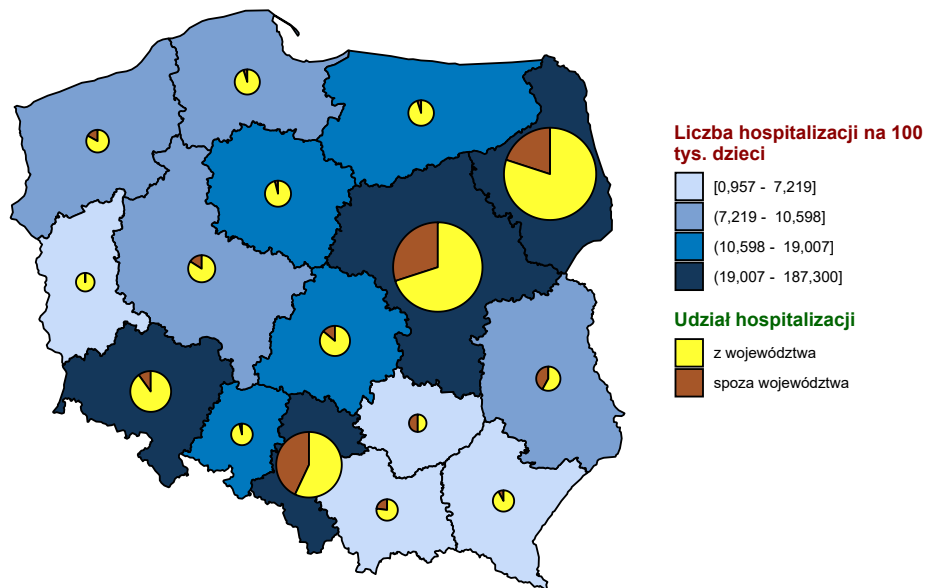 Liczba hospitalizacji na 100
tys. dzieci
[0,957 - 7,219]
(7,219 - 10,598]
(10,598 - 19,007]
(19,007 - 187,300]
Udział hospitalizacji
z województwa
spoza województwa